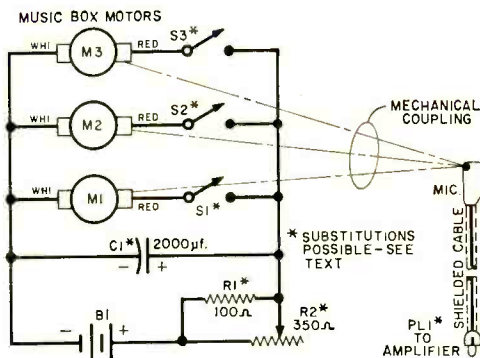 MUSIC BOX MOTORS
WHI M3 RED S3*
WHI M2 RED S2*
WHI M1 RED S1*
MECHANICAL
COUPLING
MIC.
SHIELDED CABLE
PL1*
TO
AMPLIFIER
* SUBSTITUTIONS
POSSIBLE-SEE
TEXT
C1* 2000µf.
- +
R1*
100Ω
R2*
350Ω
- B1 +